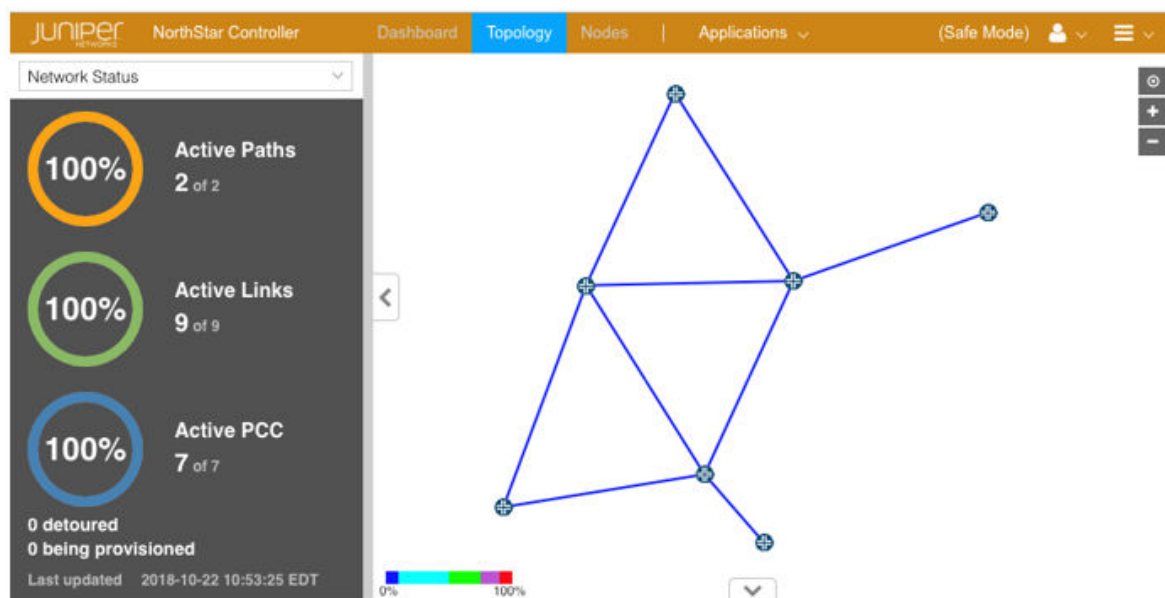 JUNIPER NETWORKS NorthStar Controller Dashboard Topology Nodes | Applications (Safe Mode)
Network Status
100% Active Paths
2 of 2
100% Active Links
9 of 9
100% Active PCC
7 of 7
0 detoured
0 being provisioned
Last updated 2018-10-22 10:53:25 EDT
0% 100%